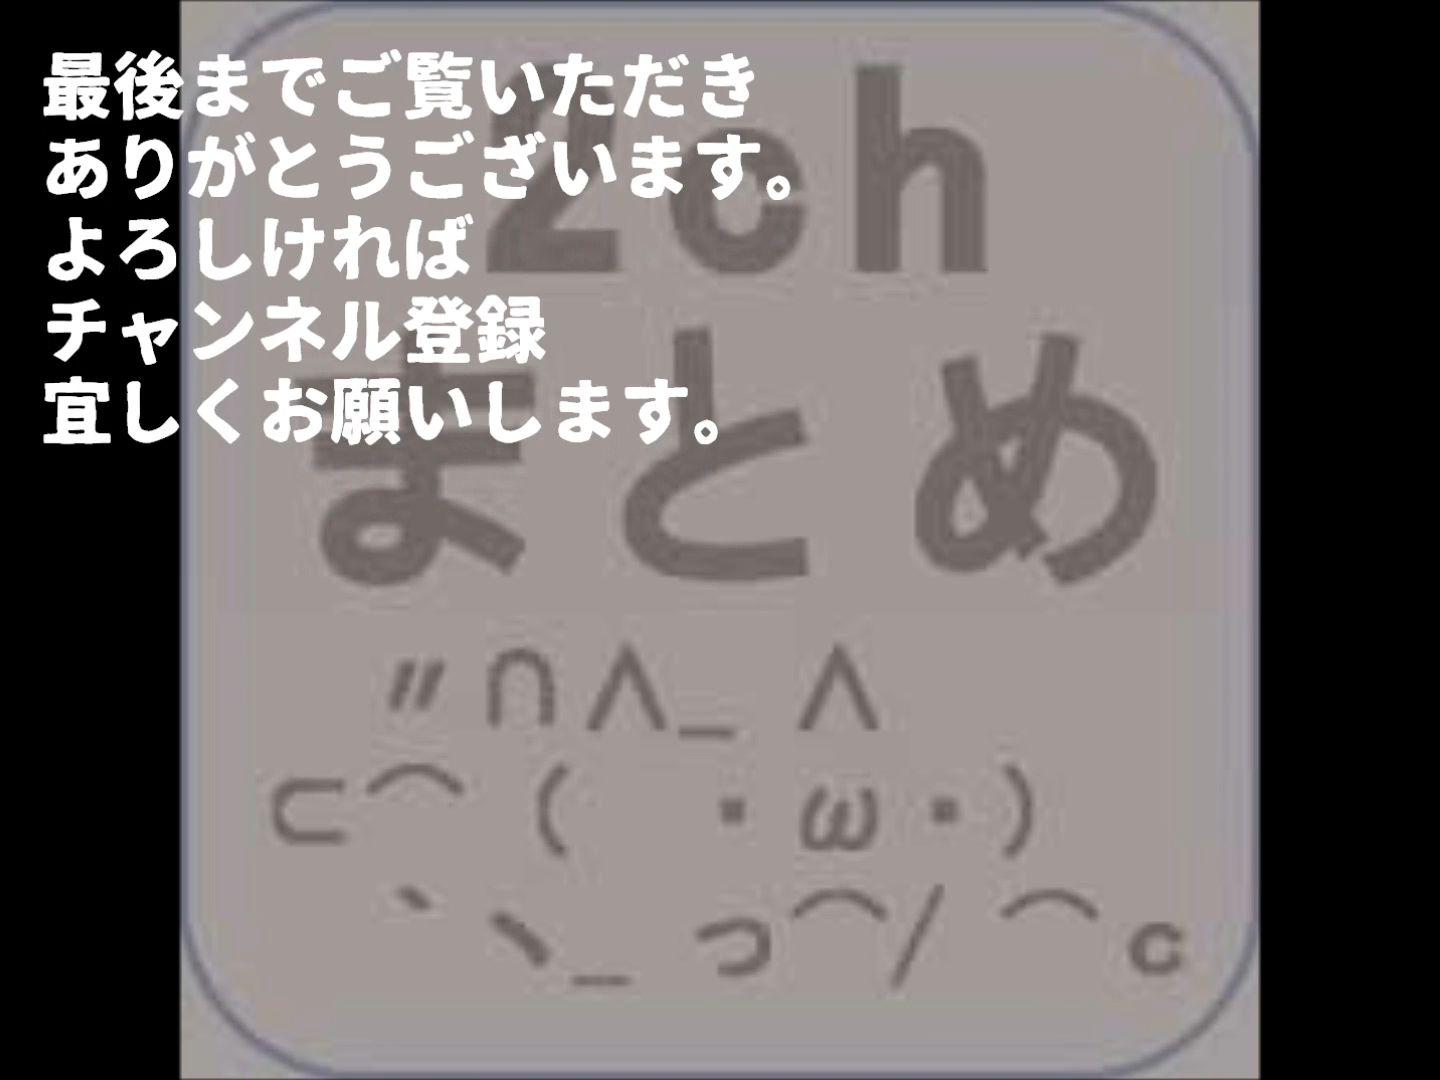 最後までご覧いただき
ありがとうございます。
よろしければ
チャンネル登録
宜しくお願いします。
2ch
まとめ
〃∩∧_∧
⊂⌒( ・ω・)
`ヽ_っ⌒/⌒c